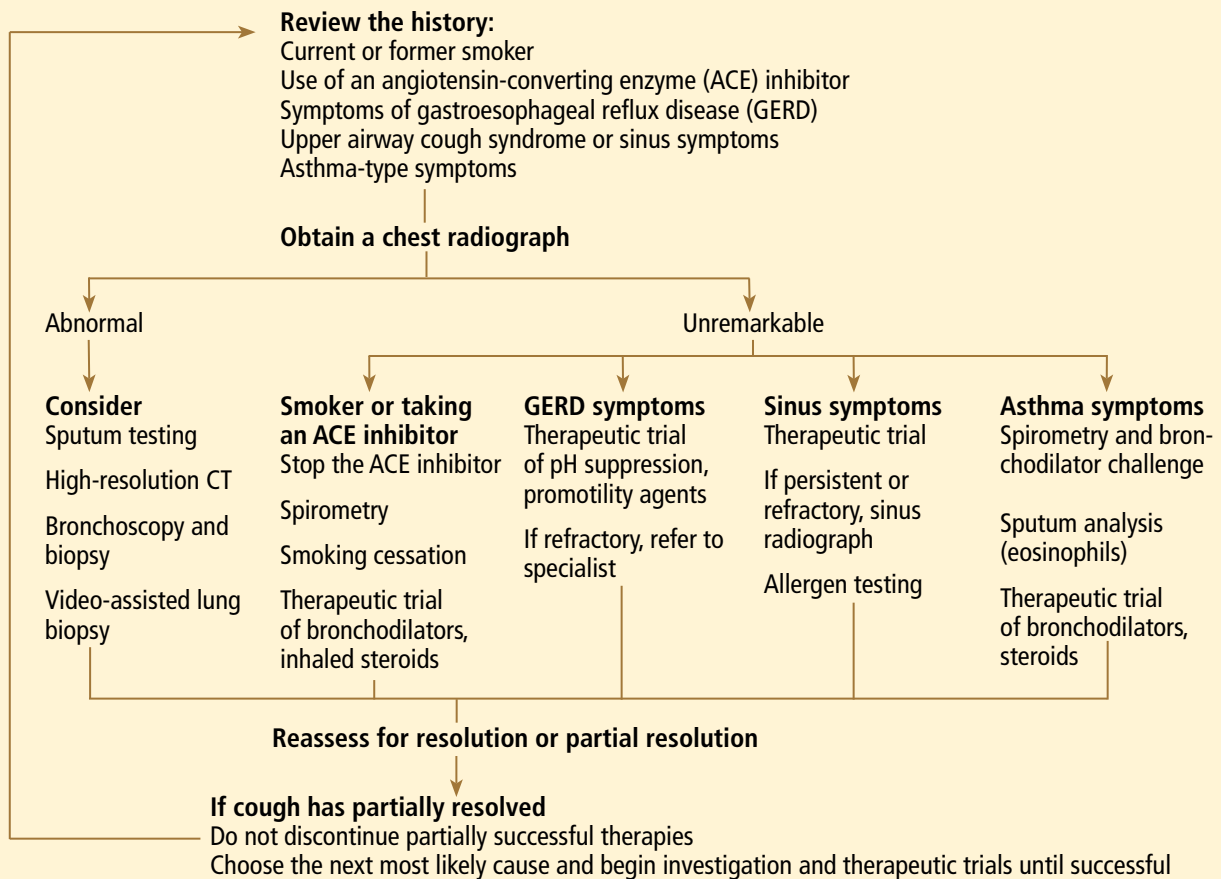 Review the history:
Current or former smoker
Use of an angiotensin-converting enzyme (ACE) inhibitor
Symptoms of gastroesophageal reflux disease (GERD)
Upper airway cough syndrome or sinus symptoms
Asthma-type symptoms
Obtain a chest radiograph
Abnormal
Unremarkable
Consider
Sputum testing
High-resolution CT
Bronchoscopy and
biopsy
Video-assisted lung
biopsy
Smoker or taking
an ACE inhibitor
Stop the ACE inhibitor
Spirometry
Smoking cessation
Therapeutic trial
of bronchodilators,
inhaled steroids
GERD symptoms
Therapeutic trial
of pH suppression,
promotility agents
If refractory, refer to
specialist
Sinus symptoms
Therapeutic trial
If persistent or
refractory, sinus
radiograph
Allergen testing
Asthma symptoms
Spirometry and bron-
chodilator challenge
Sputum analysis
(eosinophils)
Therapeutic trial
of bronchodilators,
steroids
Reassess for resolution or partial resolution
If cough has partially resolved
Do not discontinue partially successful therapies
Choose the next most likely cause and begin investigation and therapeutic trials until successful